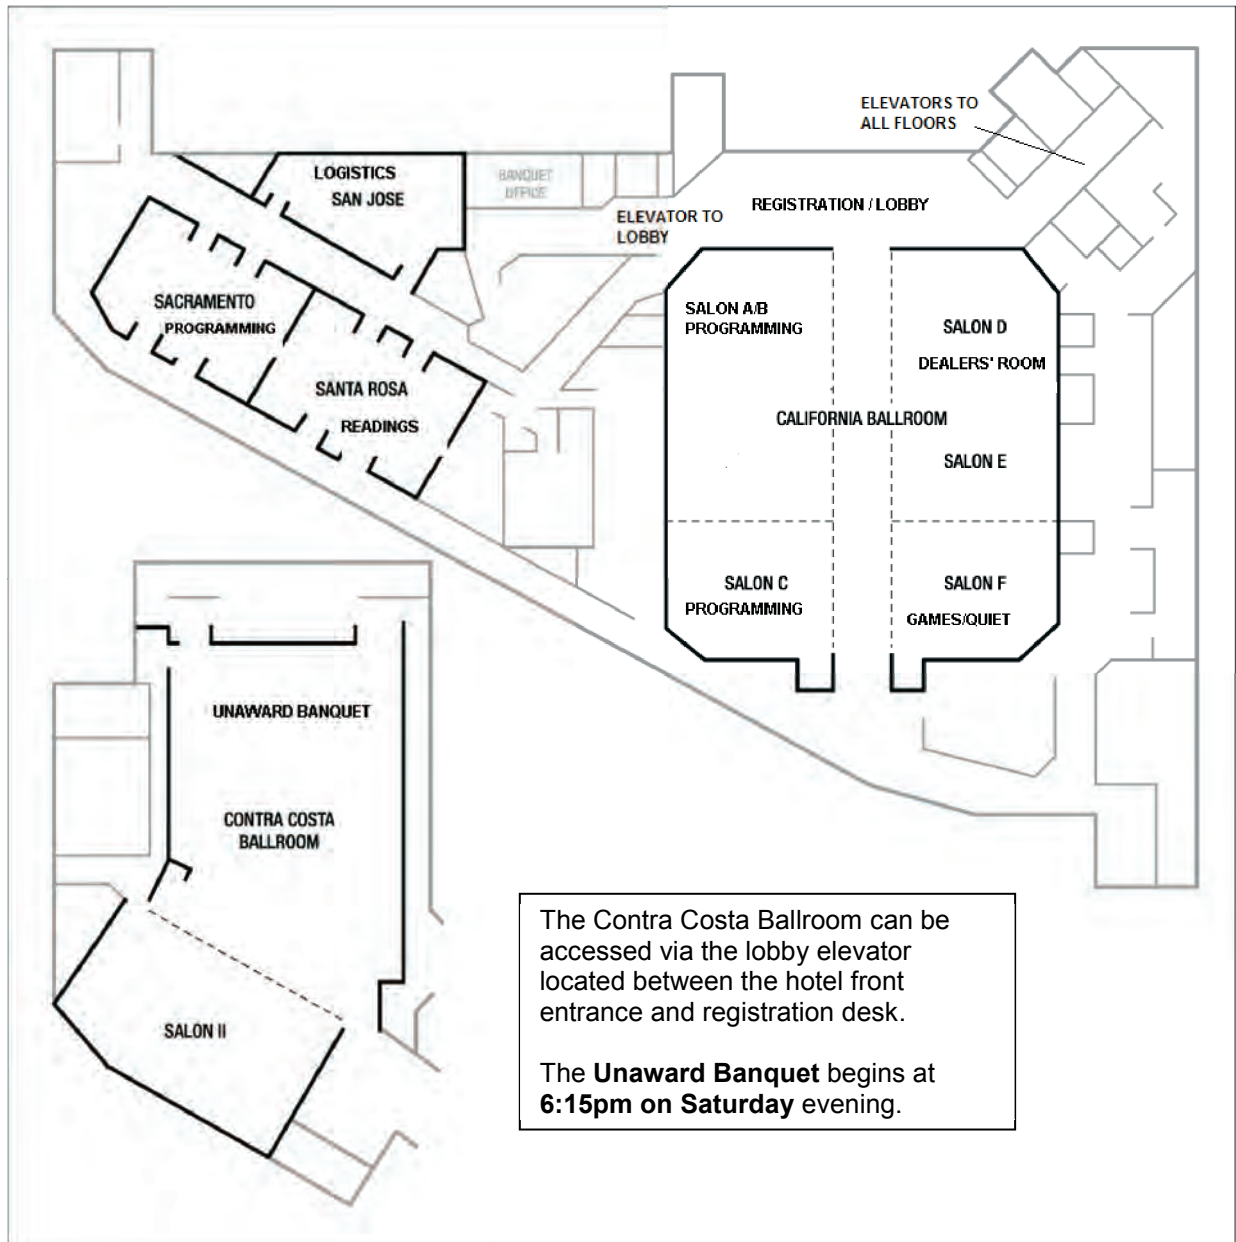 ELEVATORS TO
ALL FLOORS
LOGISTICS
SAN JOSE
BANQUET
OFFICE
REGISTRATION / LOBBY
ELEVATOR TO
LOBBY
SACRAMENTO
PROGRAMMING
SALON A/B
PROGRAMMING
SALON D
DEALERS' ROOM
SANTA ROSA
READINGS
CALIFORNIA BALLROOM
SALON E
SALON C
PROGRAMMING
SALON F
GAMES/QUIET
UNAWARD BANQUET
CONTRA COSTA
BALLROOM
SALON II
The Contra Costa Ballroom can be
accessed via the lobby elevator
located between the hotel front
entrance and registration desk.
The Unaward Banquet begins at
6:15pm on Saturday evening.